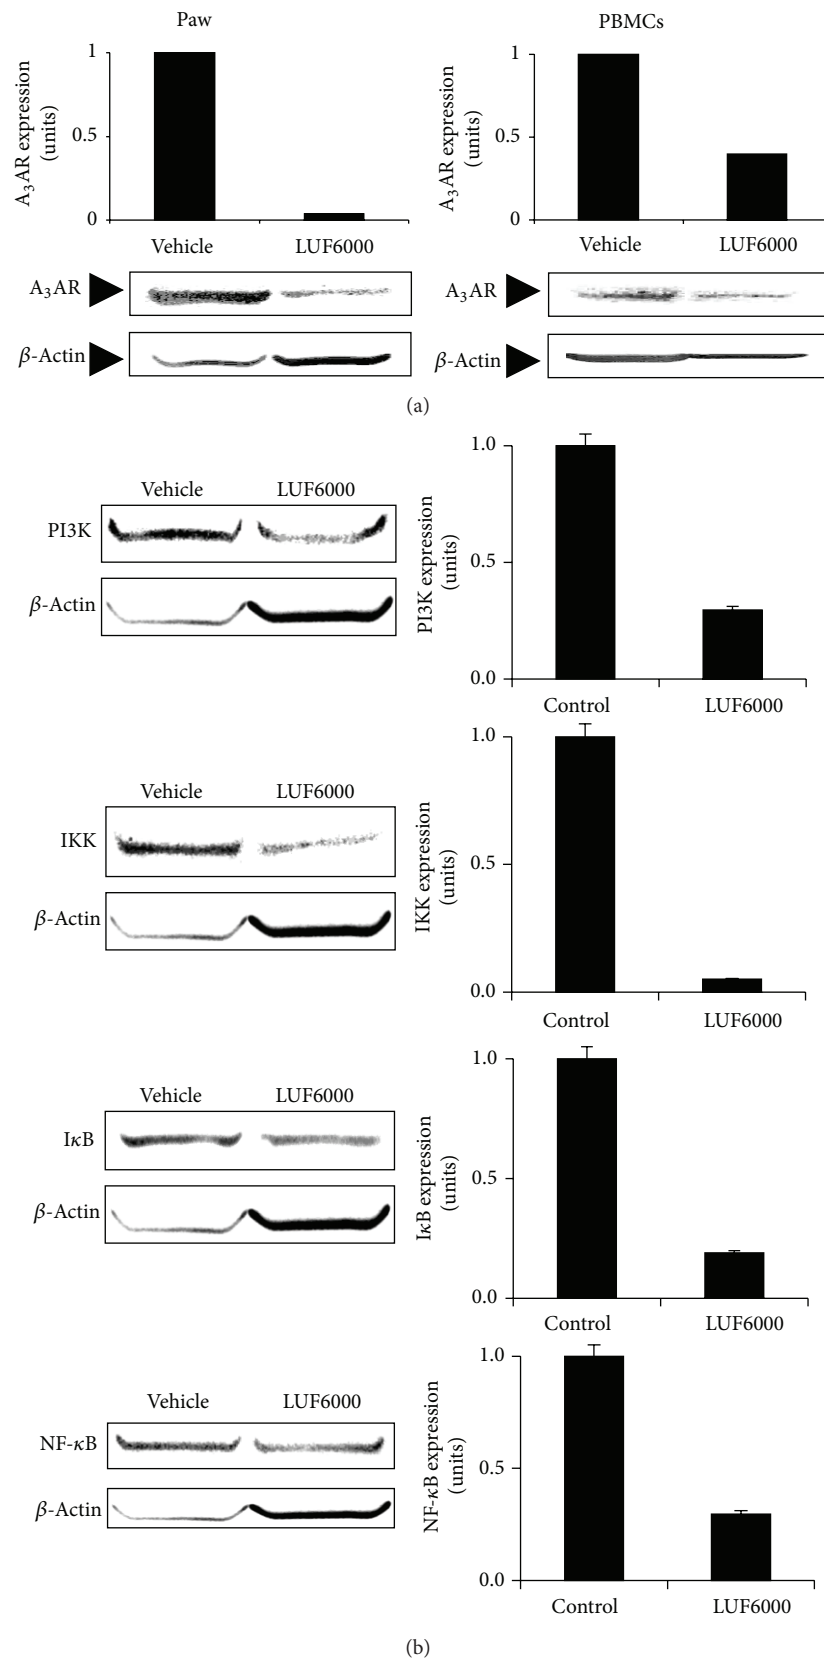 Paw
1
0.5
0
A₃AR expression
(units)
Vehicle LUF6000
A₃AR
β-Actin
PBMCs
1
0.5
0
A₃AR expression
(units)
Vehicle LUF6000
A₃AR
β-Actin
(a)
Vehicle LUF6000
PI3K
β-Actin
1.0
0.5
0.0
PI3K expression
(units)
Control LUF6000
Vehicle LUF6000
IKK
β-Actin
1.0
0.5
0.0
IKK expression
(units)
Control LUF6000
Vehicle LUF6000
IκB
β-Actin
1.0
0.5
0.0
IκB expression
(units)
Control LUF6000
Vehicle LUF6000
NF-κB
β-Actin
1.0
0.5
0.0
NF-κB expression
(units)
Control LUF6000
(b)